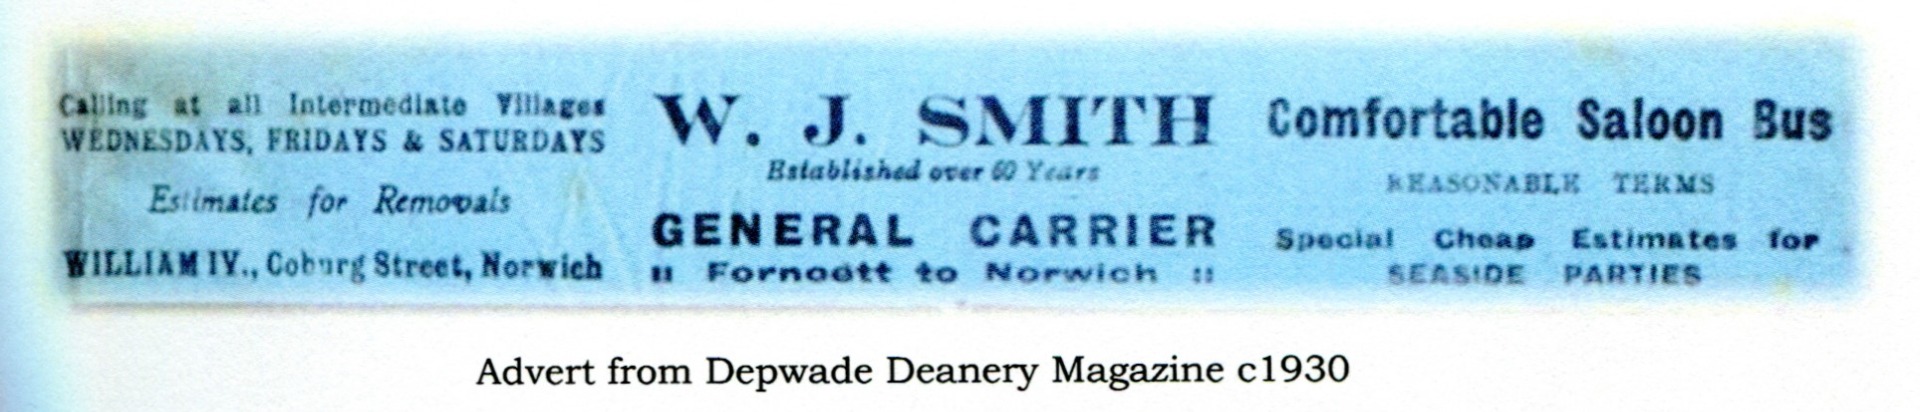 Calling at all Intermediate Villages
WEDNESDAYS, FRIDAYS & SATURDAYS
Estimates for Removals
WILLIAM IV., Coburg Street, Norwich
W. J. SMITH
Established over 60 Years
GENERAL CARRIER
:: Forncett to Norwich ::
Comfortable Saloon Bus
REASONABLE TERMS
Special Cheap Estimates for
SEASIDE PARTIES
Advert from Depwade Deanery Magazine c1930